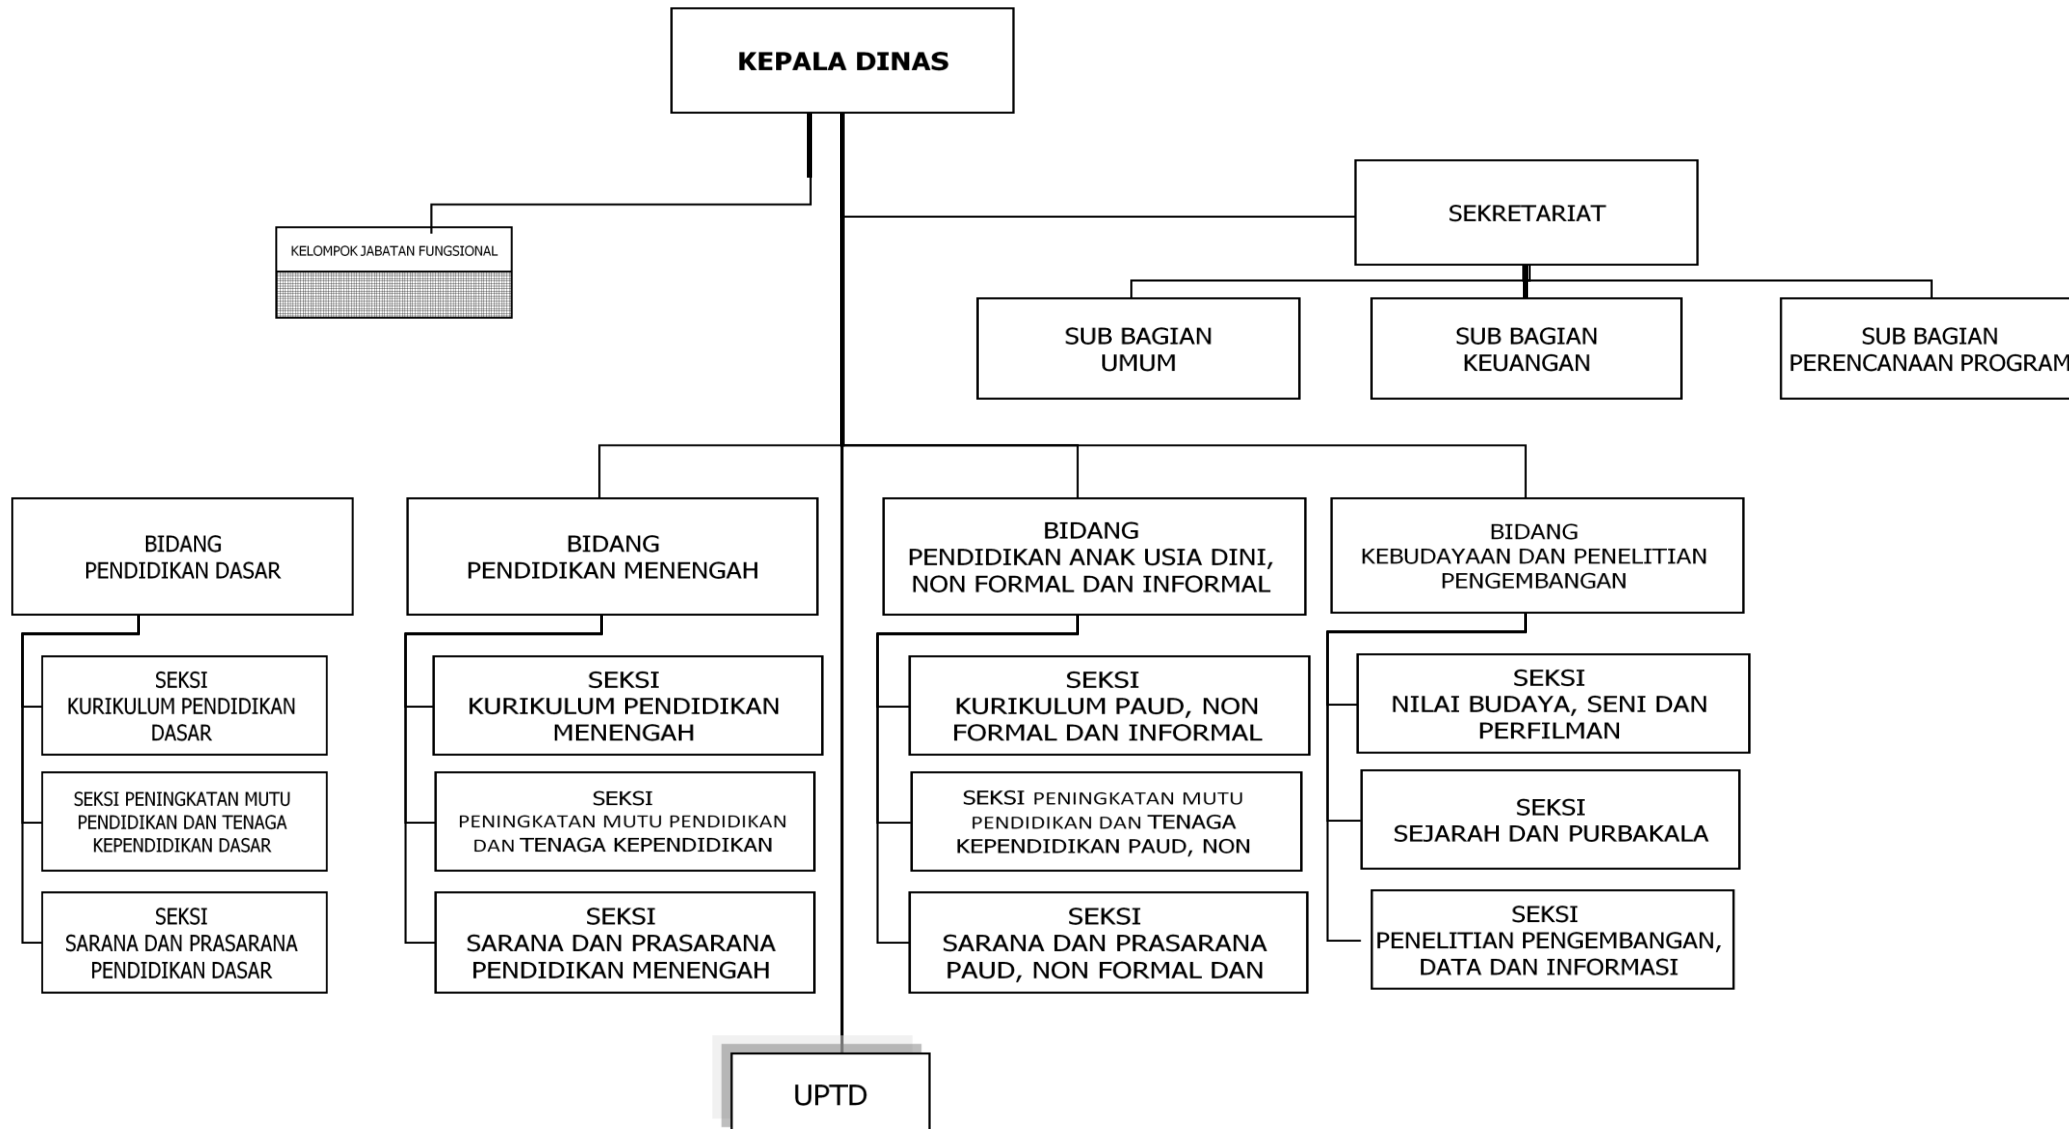 KEPALA DINAS
SEKRETARIAT
KELOMPOK JABATAN FUNGSIONAL
SUB BAGIAN
UMUM
SUB BAGIAN
KEUANGAN
SUB BAGIAN
PERENCANAAN PROGRAM
BIDANG
PENDIDIKAN DASAR
BIDANG
PENDIDIKAN MENENGAH
BIDANG
PENDIDIKAN ANAK USIA DINI,
NON FORMAL DAN INFORMAL
BIDANG
KEBUDAYAAN DAN PENELITIAN
PENGEMBANGAN
SEKSI
KURIKULUM PENDIDIKAN
DASAR
SEKSI
KURIKULUM PENDIDIKAN
MENENGAH
SEKSI
KURIKULUM PAUD, NON
FORMAL DAN INFORMAL
SEKSI
NILAI BUDAYA, SENI DAN
PERFILMAN
SEKSI PENINGKATAN MUTU
PENDIDIKAN DAN TENAGA
KEPENDIDIKAN DASAR
SEKSI
PENINGKATAN MUTU PENDIDIKAN
DAN TENAGA KEPENDIDIKAN
SEKSI PENINGKATAN MUTU
PENDIDIKAN DAN TENAGA
KEPENDIDIKAN PAUD, NON
SEKSI
SEJARAH DAN PURBAKALA
SEKSI
SARANA DAN PRASARANA
PENDIDIKAN DASAR
SEKSI
SARANA DAN PRASARANA
PENDIDIKAN MENENGAH
SEKSI
SARANA DAN PRASARANA
PAUD, NON FORMAL DAN
SEKSI
PENELITIAN PENGEMBANGAN,
DATA DAN INFORMASI
UPTD